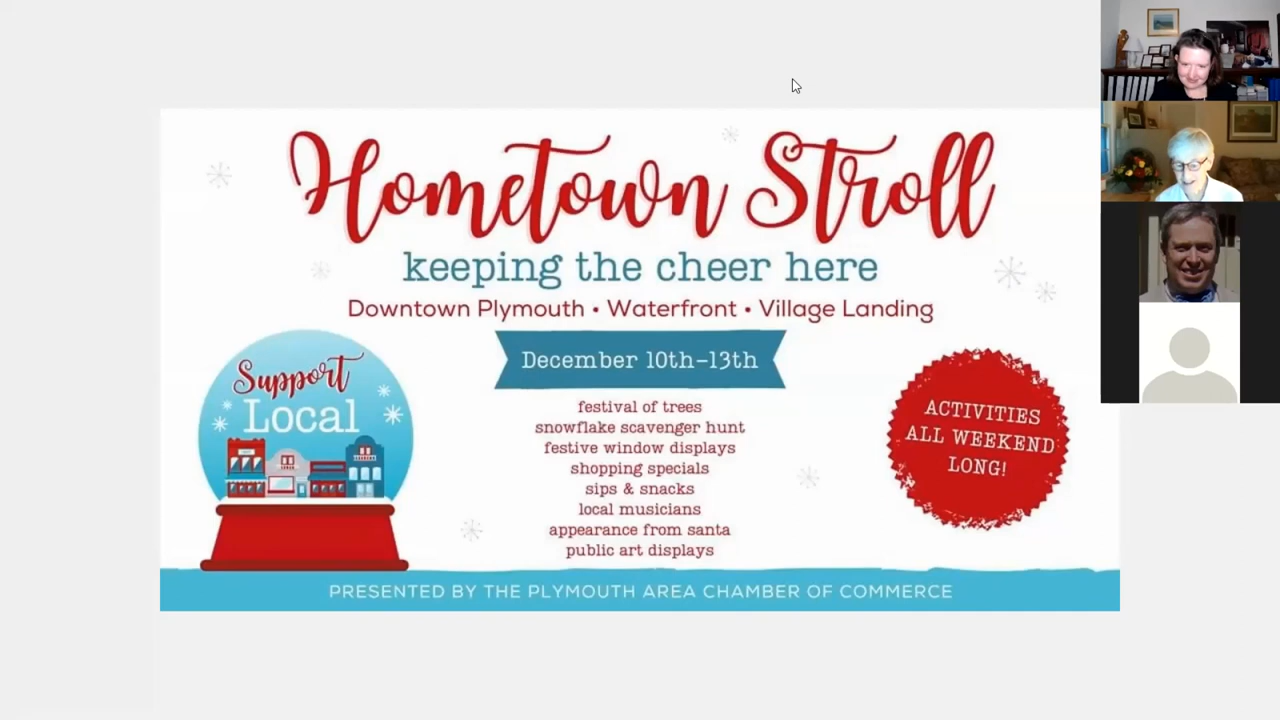 Hometown Stroll
keeping the cheer here
Downtown Plymouth • Waterfront • Village Landing
December 10th-13th
festival of trees
snowflake scavenger hunt
festive window displays
shopping specials
sips & snacks
local musicians
appearance from santa
public art displays
Support
Local
ACTIVITIES
ALL WEEKEND
LONG!
PRESENTED BY THE PLYMOUTH AREA CHAMBER OF COMMERCE